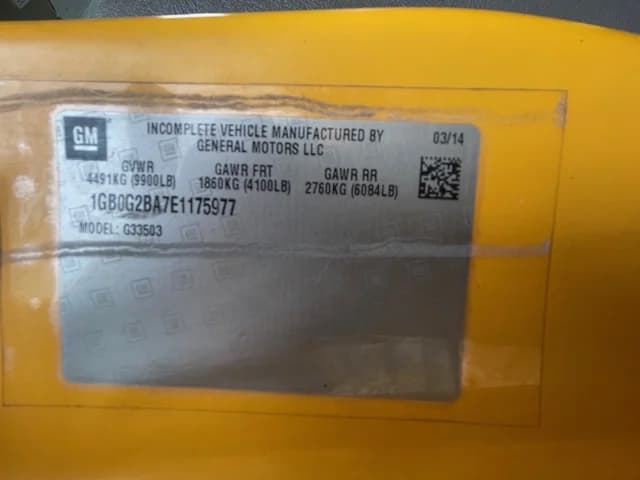 GM
INCOMPLETE VEHICLE MANUFACTURED BY
GENERAL MOTORS LLC
03/14
GVWR GAWR FRT GAWR RR
4491KG (9900LB) 1860KG (4100LB) 2760KG (6084LB)
1GB0G2BA7E1175977
MODEL: G33503